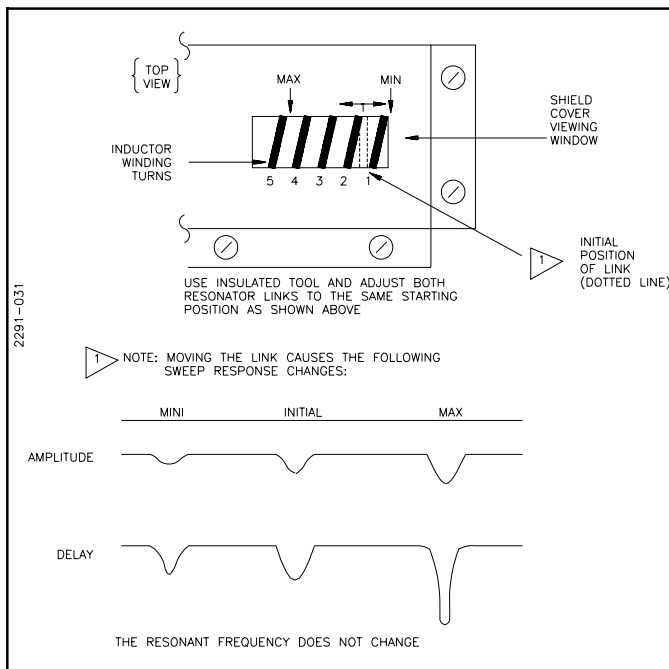 TOP
VIEW
MAX
MIN
SHIELD
COVER
VIEWING
WINDOW
INDUCTOR
WINDING
TURNS
5 4 3 2 1
1
INITIAL
POSITION
OF LINK
(DOTTED LINE)
USE INSULATED TOOL AND ADJUST BOTH
RESONATOR LINKS TO THE SAME STARTING
POSITION AS SHOWN ABOVE
2291-031
1 NOTE: MOVING THE LINK CAUSES THE FOLLOWING
SWEEP RESPONSE CHANGES:
MINI INITIAL MAX
AMPLITUDE
DELAY
THE RESONANT FREQUENCY DOES NOT CHANGE